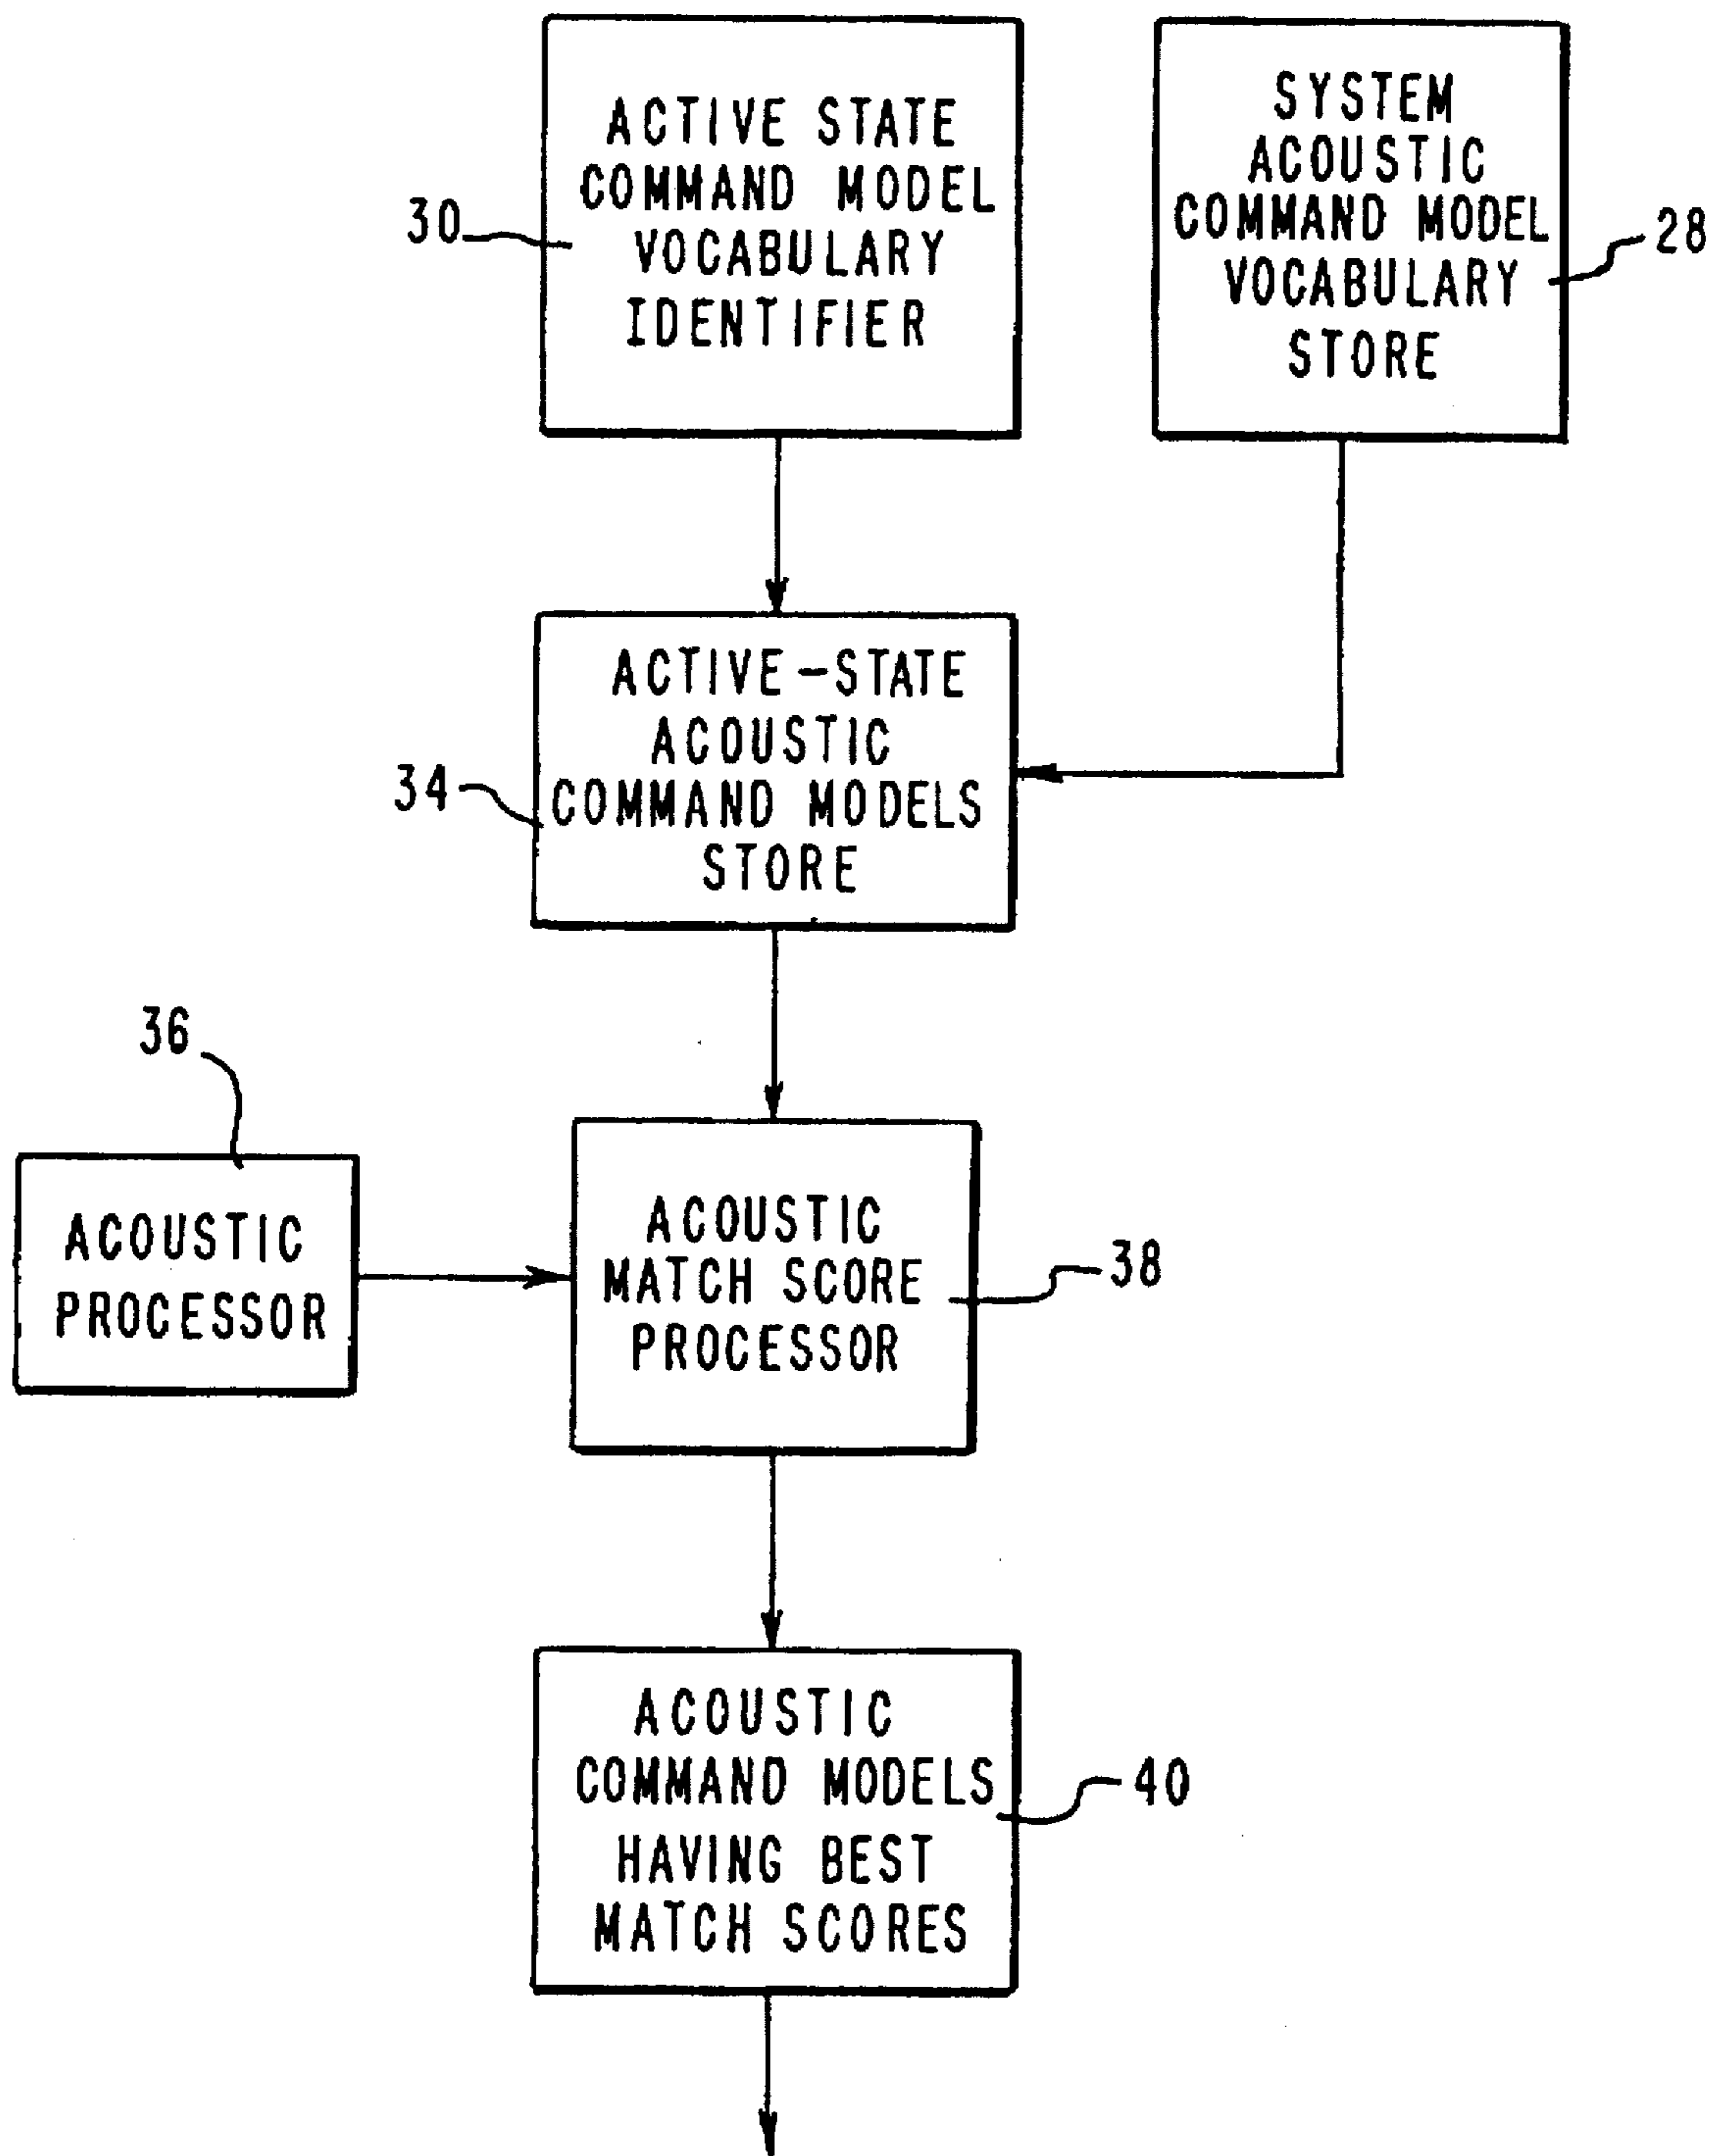 ACTIVE STATE
COMMAND MODEL
VOCABULARY
IDENTIFIER
30
SYSTEM
ACOUSTIC
COMMAND MODEL
VOCABULARY
STORE
28
ACTIVE-STATE
ACOUSTIC
COMMAND MODELS
STORE
34
36
ACOUSTIC
PROCESSOR
ACOUSTIC
MATCH SCORE
PROCESSOR
38
ACOUSTIC
COMMAND MODELS
HAVING BEST
MATCH SCORES
40